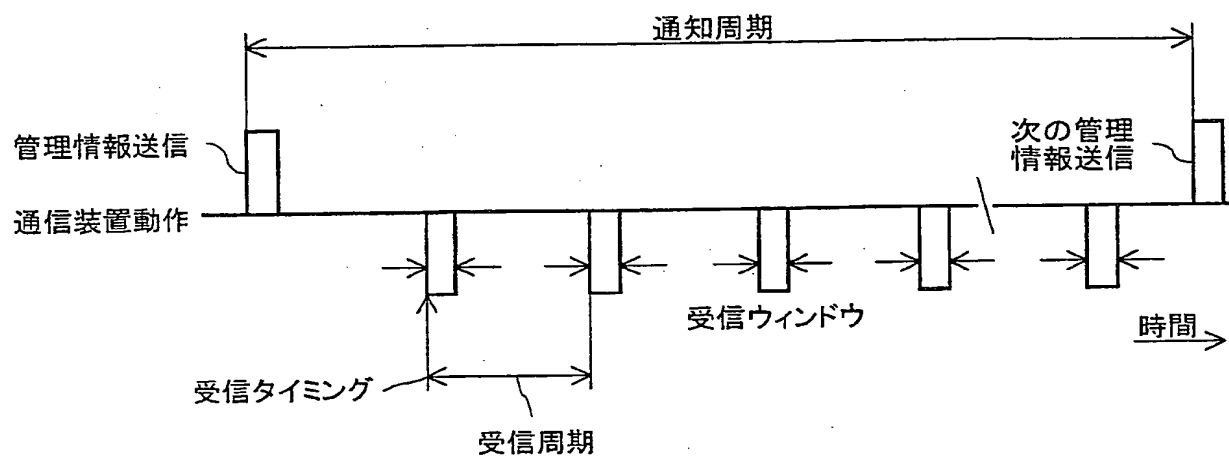 通知周期
管理情報送信
次の管理
情報送信
通信装置動作
受信ウィンドウ
時間
受信タイミング
受信周期